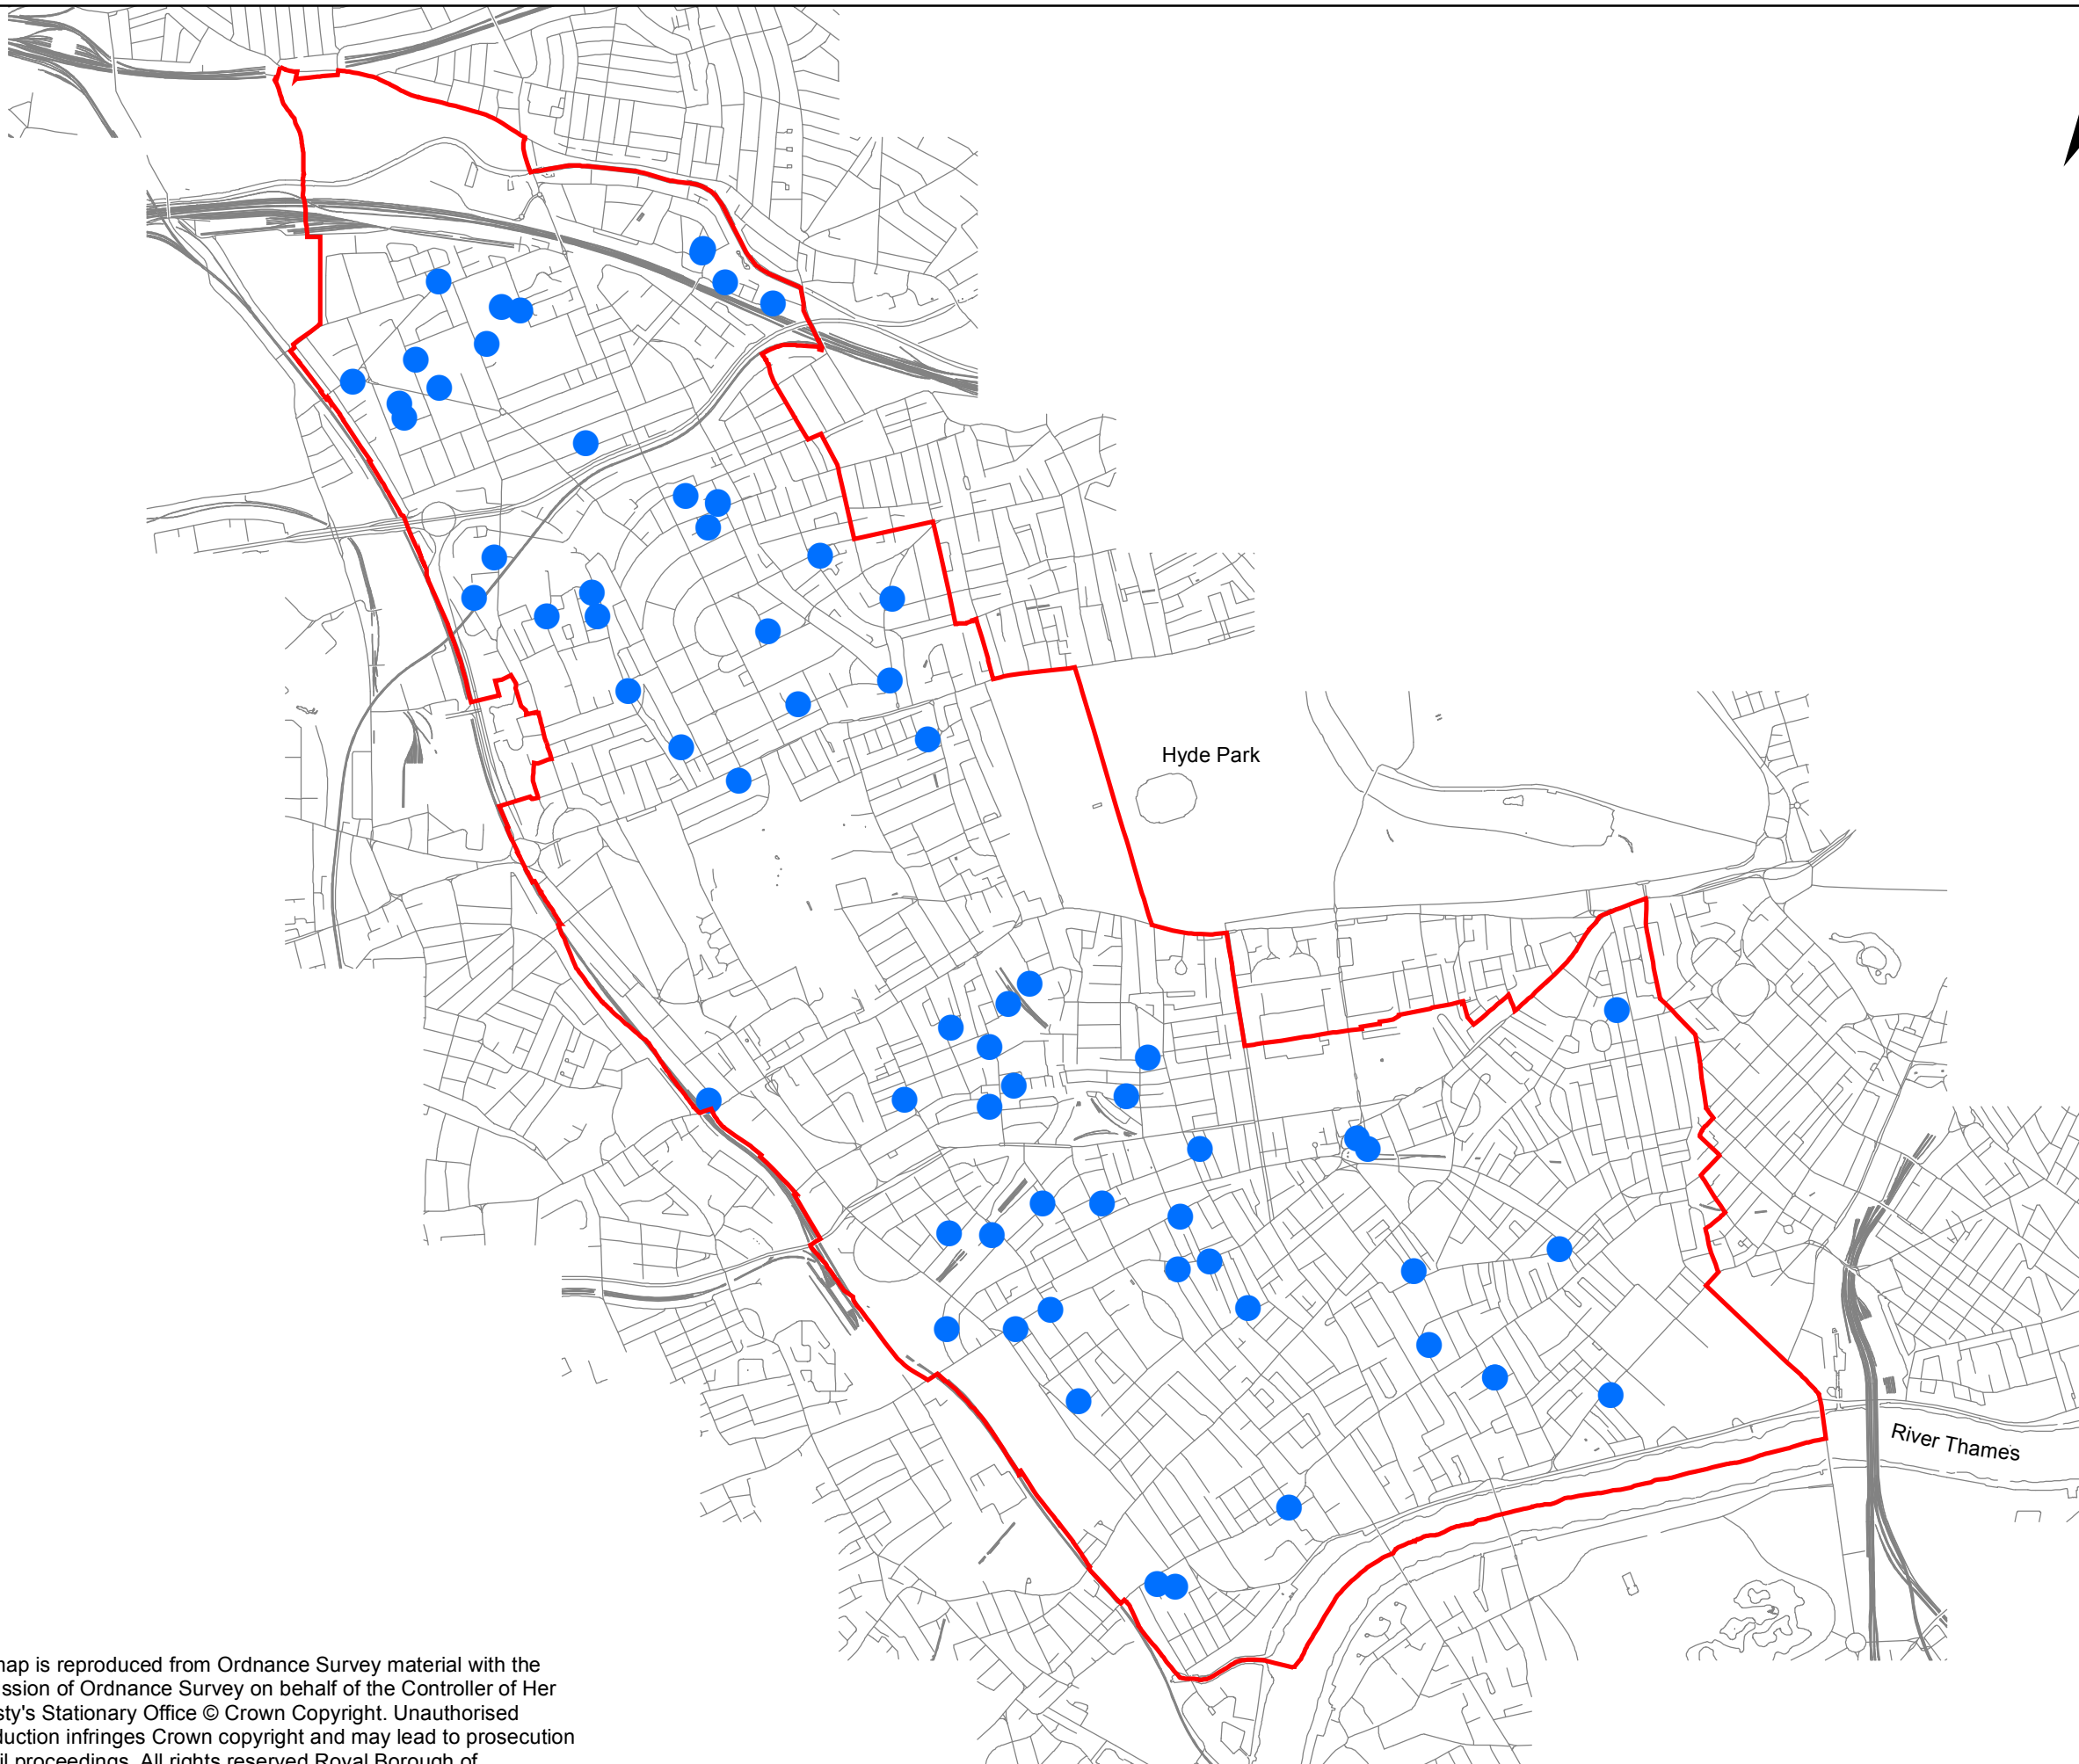 Hyde Park
River Thames
map is reproduced from Ordnance Survey material with the
ssion of Ordnance Survey on behalf of the Controller of Her
sty's Stationary Office © Crown Copyright. Unauthorised
duction infringes Crown copyright and may lead to prosecution
il proceedings. All rights reserved Royal Borough of